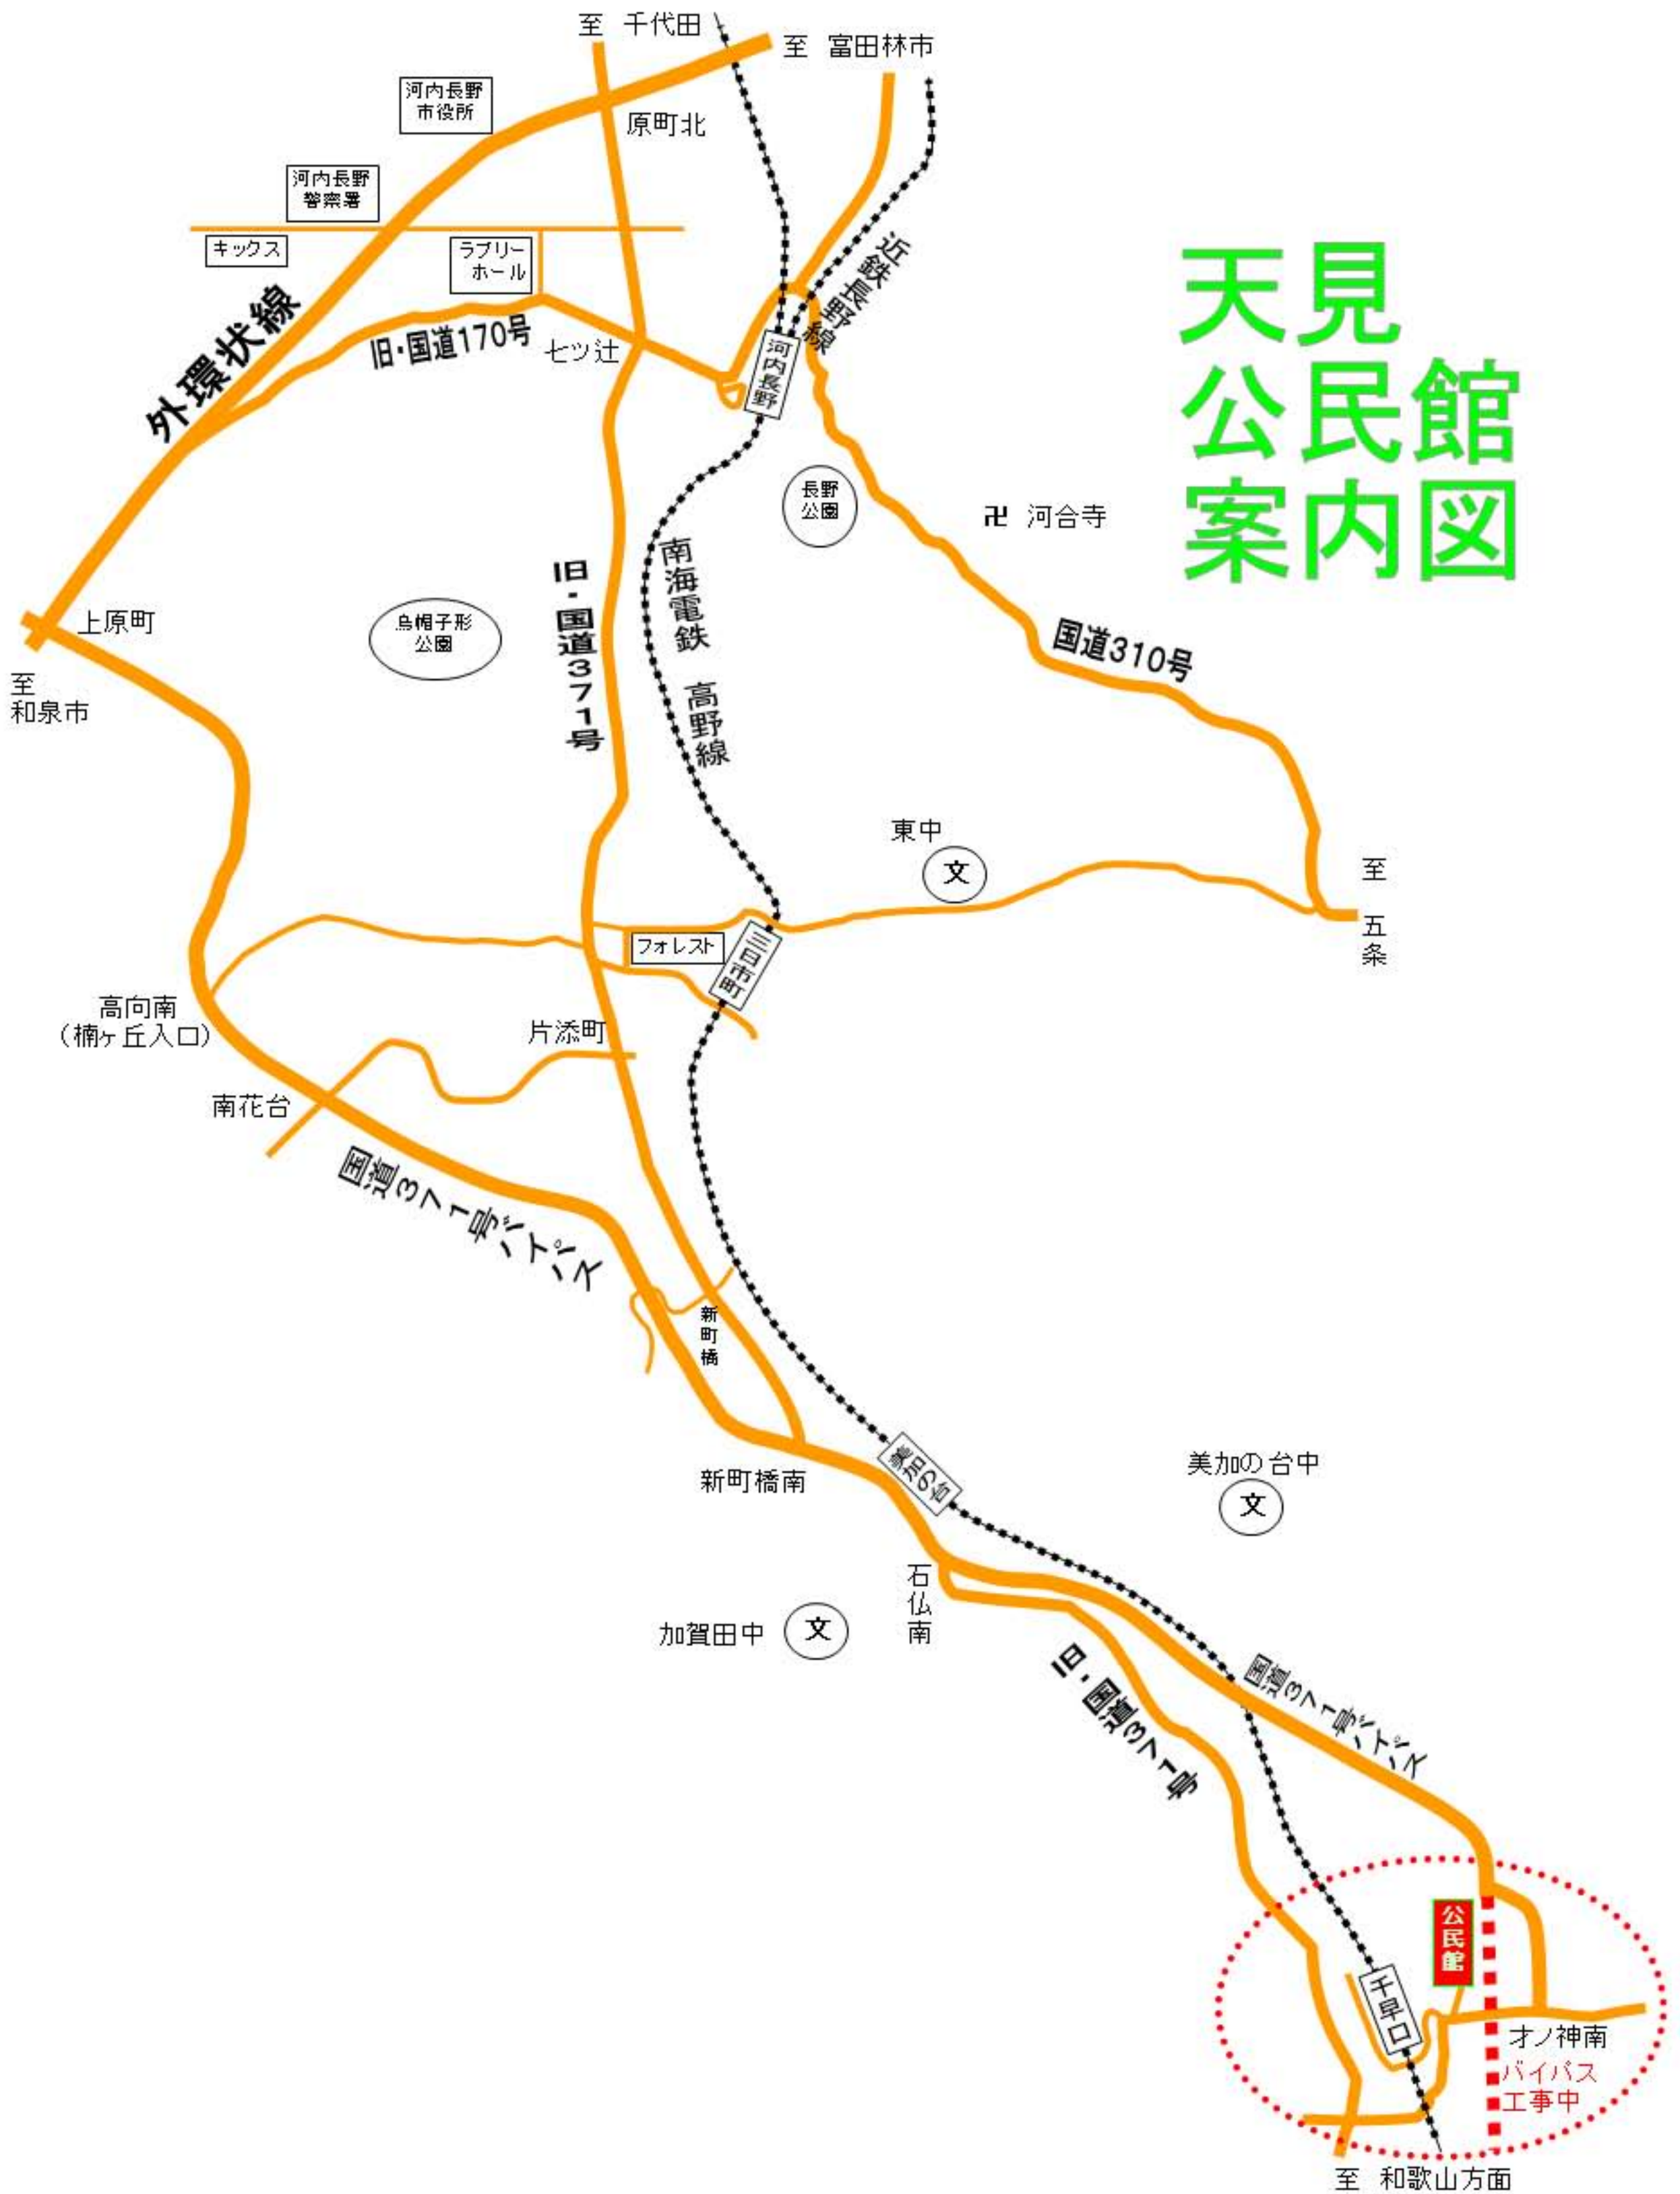 至 千代田
至 富田林市
河内長野
市役所
原町北
河内長野
警察署
キックス
ラブリー
ホール
近鉄長野線
天見
公民館
案内図
外環状線
旧・国道170号
七ツ辻
河内長野
長野
公園
卍 河合寺
南海電鉄 高野線
旧・国道371号
烏帽子形
公園
上原町
至
和泉市
国道310号
東中
文
至
五条
フォレスト
三日市町
高向南
(楠ヶ丘入口)
片添町
南花台
国道371号バイパス
新町橋
新町橋南
美加の台
美加の台中
文
石仏南
加賀田中
文
旧・国道371号
国道371号バイパス
公民館
千早口
才ノ神南
バイパス
工事中
至 和歌山方面